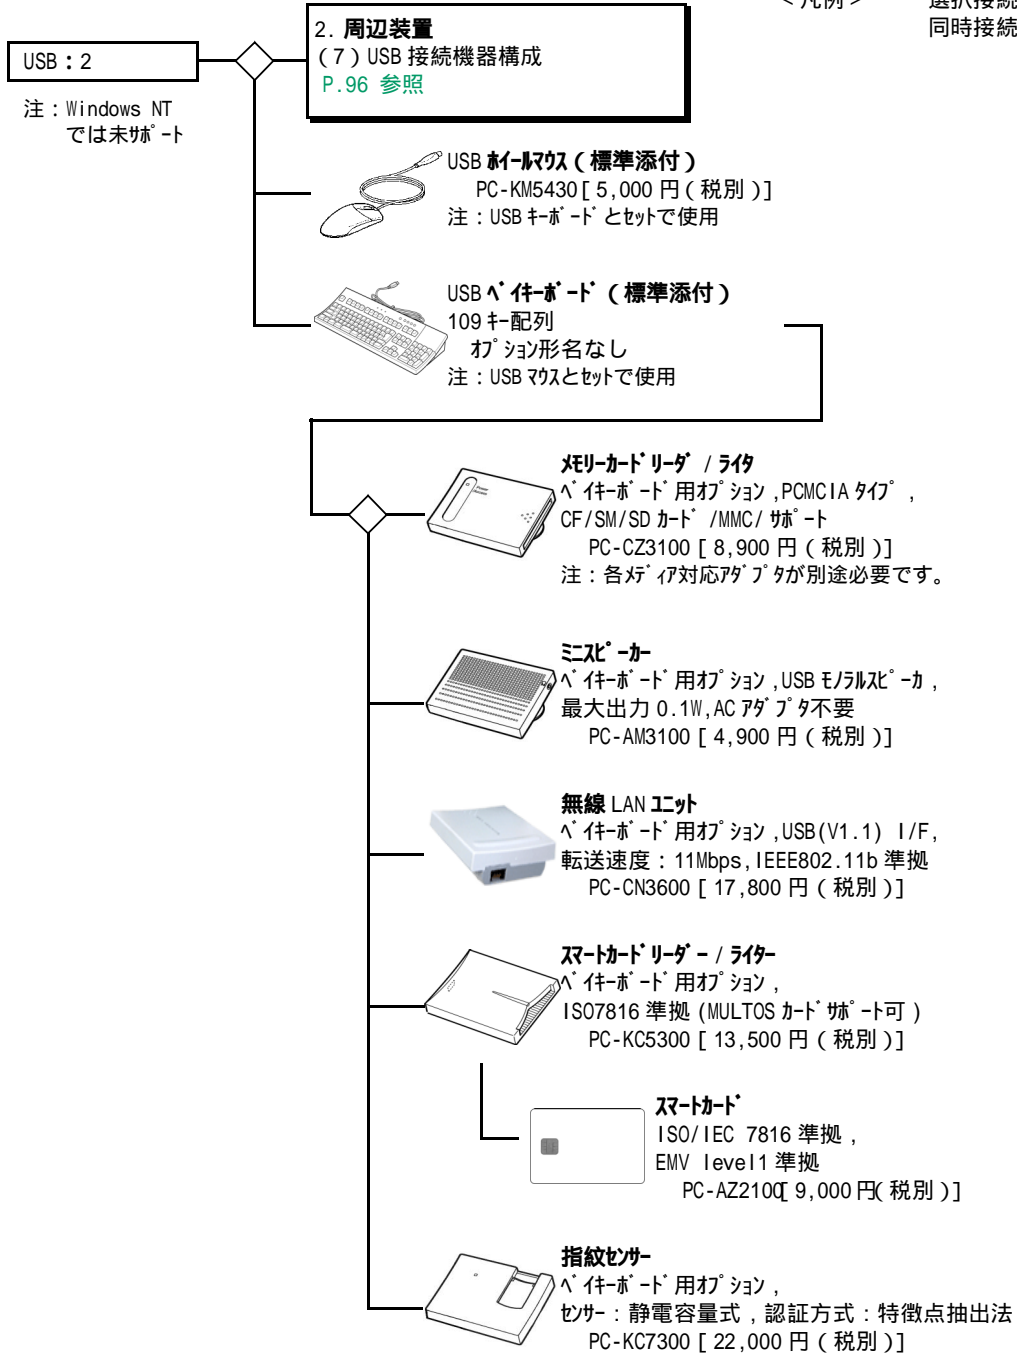 <凡例>
選択接続
同時接続
USB:2
注:Windows NT
では未ｻﾎﾟｰﾄ
2. 周辺装置
(7)USB 接続機器構成
P.96 参照
USB ﾎｲｰﾙﾏｳｽ(標準添付)
PC-KM5430[5,000 円(税別)]
注:USB ｷｰﾎﾞｰﾄﾞとｾｯﾄで使用
USB ﾍﾞｲｷｰﾎﾞｰﾄﾞ(標準添付)
109 ｷｰ配列
ｵﾌﾟｼｮﾝ形名なし
注:USB ﾏｳｽとｾｯﾄで使用
ﾒﾓﾘｰｶｰﾄﾞﾘｰﾀﾞ/ﾗｲﾀ
ﾍﾞｲｷｰﾎﾞｰﾄﾞ用ｵﾌﾟｼｮﾝ,PCMCIA ﾀｲﾌﾟ,
CF/SM/SD ｶｰﾄﾞ/MMC/ ｻﾎﾟｰﾄ
PC-CZ3100[8,900 円(税別)]
注:各ﾒﾃﾞｨｱ対応ｱﾀﾞﾌﾟﾀが別途必要です。
ﾐﾆｽﾋﾟｰｶｰ
ﾍﾞｲｷｰﾎﾞｰﾄﾞ用ｵﾌﾟｼｮﾝ,USB ﾓﾉﾗﾙｽﾋﾟｰｶ,
最大出力 0.1W,AC ｱﾀﾞﾌﾟﾀ不要
PC-AM3100[4,900 円(税別)]
無線 LAN ﾕﾆｯﾄ
ﾍﾞｲｷｰﾎﾞｰﾄﾞ用ｵﾌﾟｼｮﾝ,USB(V1.1) I/F,
転送速度:11Mbps,IEEE802.11b 準拠
PC-CN3600[17,800 円(税別)]
ｽﾏｰﾄｶｰﾄﾞﾘｰﾀﾞｰ/ﾗｲﾀｰ
ﾍﾞｲｷｰﾎﾞｰﾄﾞ用ｵﾌﾟｼｮﾝ,
ISO7816 準拠(MULTOS ｶｰﾄﾞｻﾎﾟｰﾄ可)
PC-KC5300[13,500 円(税別)]
ｽﾏｰﾄｶｰﾄﾞ
ISO/IEC 7816 準拠,
EMV level1 準拠
PC-AZ2100[9,000 円(税別)]
指紋ｾﾝｻｰ
ﾍﾞｲｷｰﾎﾞｰﾄﾞ用ｵﾌﾟｼｮﾝ,
ｾﾝｻｰ:静電容量式,認証方式:特徴点抽出法
PC-KC7300[22,000 円(税別)]